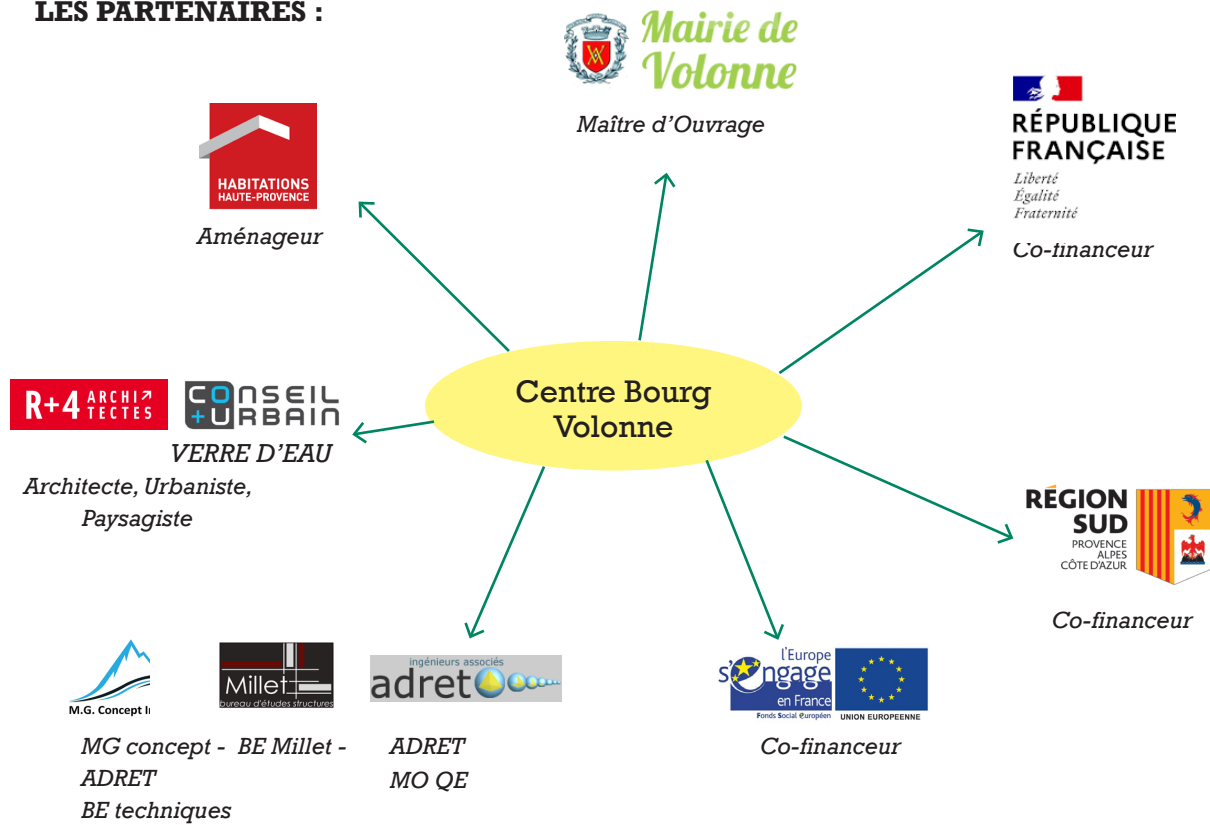 LES PARTENAIRES :
Mairie de
Volonne
Maître d'Ouvrage
HABITATIONS
HAUTE-PROVENCE
Aménageur
RÉPUBLIQUE
FRANÇAISE
Liberté
Égalité
Fraternité
Co-financeur
Centre Bourg
Volonne
R+4 ARCHI
TECTES
CONSEIL
+URBAIN
VERRE D'EAU
Architecte, Urbaniste,
Paysagiste
RÉGION
SUD
PROVENCE
ALPES
CÔTE D'AZUR
Co-financeur
M.G. Concept I
Millet
bureau d'études structures
ingénieurs associés
adret
l'Europe
s'engage
en France
Fonds Social Européen
UNION EUROPEENNE
MG concept - BE Millet -
ADRET
BE techniques
ADRET
MO QE
Co-financeur